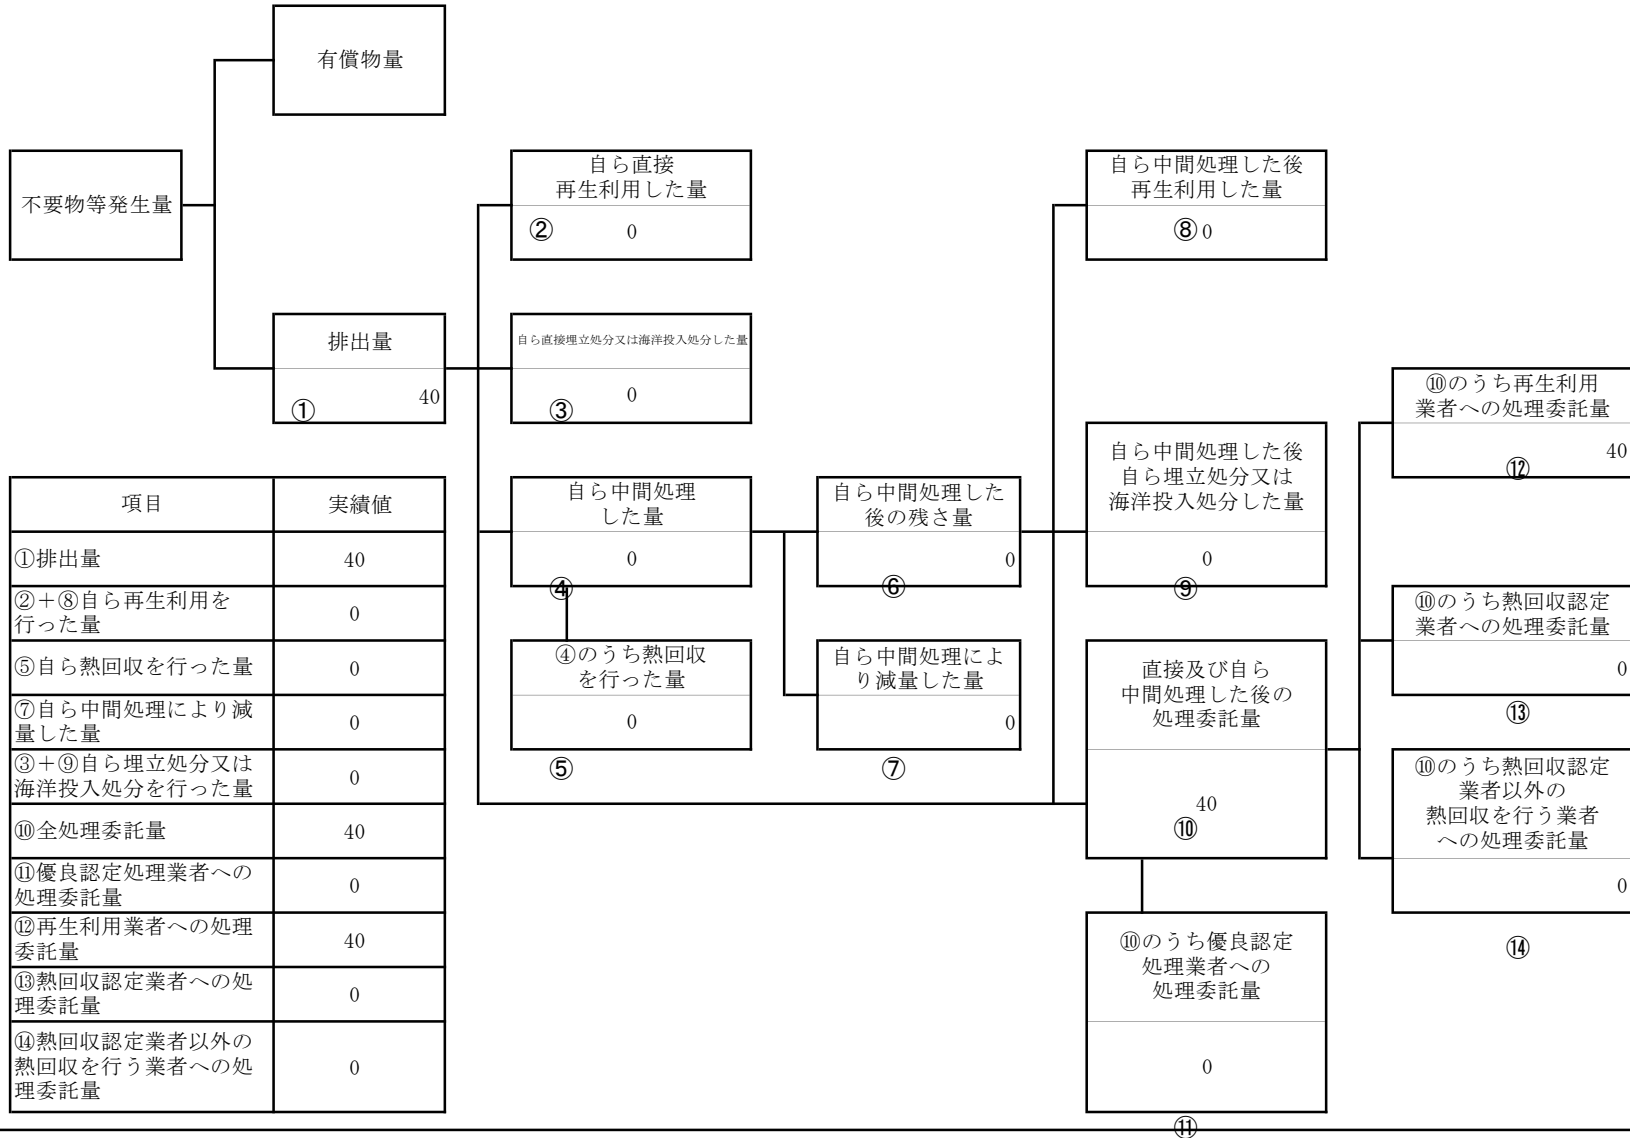 有償物量
不要物等発生量
排出量
40
①
自ら直接
再生利用した量
②
0
自ら直接埋立処分又は海洋投入処分した量
0
③
自ら中間処理
した量
0
④
④のうち熱回収
を行った量
0
⑤
自ら中間処理した
後の残さ量
0
⑥
自ら中間処理によ
り減量した量
0
⑦
自ら中間処理した後
再生利用した量
⑧
0
自ら中間処理した後
自ら埋立処分又は
海洋投入処分した量
0
⑨
直接及び自ら
中間処理した後の
処理委託量
40
⑩
⑩のうち優良認定
処理業者への
処理委託量
0
⑪
⑩のうち再生利用
業者への処理委託量
40
⑫
⑩のうち熱回収認定
業者への処理委託量
0
⑬
⑩のうち熱回収認定
業者以外の
熱回収を行う業者
への処理委託量
0
⑭
項目 実績値
①排出量 40
②＋⑧自ら再生利用を
行った量 0
⑤自ら熱回収を行った量 0
⑦自ら中間処理により減
量した量 0
③＋⑨自ら埋立処分又は
海洋投入処分を行った量 0
⑩全処理委託量 40
⑪優良認定処理業者への
処理委託量 0
⑫再生利用業者への処理
委託量 40
⑬熱回収認定業者への処
理委託量 0
⑭熱回収認定業者以外の
熱回収を行う業者への処
理委託量 0